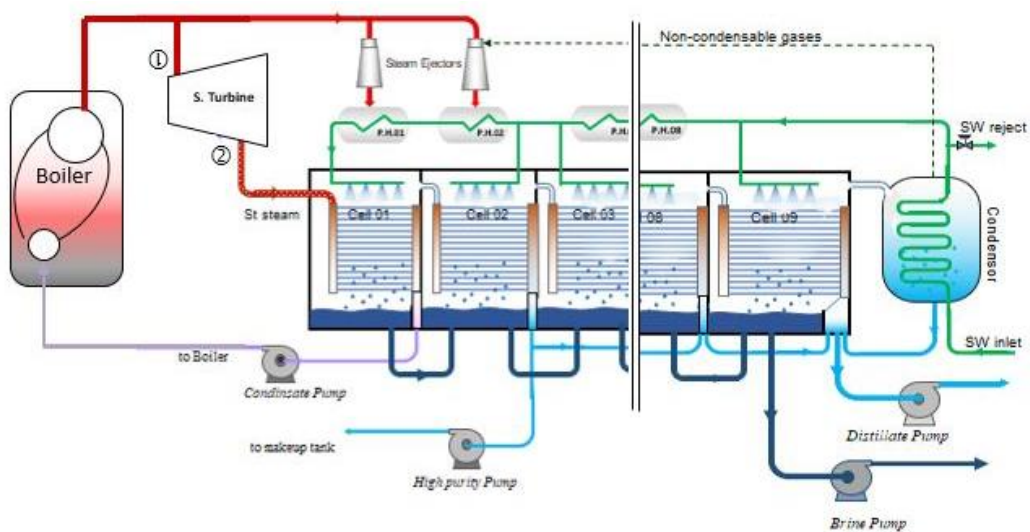 Non-condensable gases
①
Steam Ejectors
S. Turbine
P.H.01
P.H.02
P.H.08
SW reject
②
Boiler
St steam
Cell 01
Cell 02
Cell 03
08
Cell 09
Condensor
SW inlet
to Boiler
Condinsate Pump
Distillate Pump
to makeup tank
High purity Pump
Brine Pump